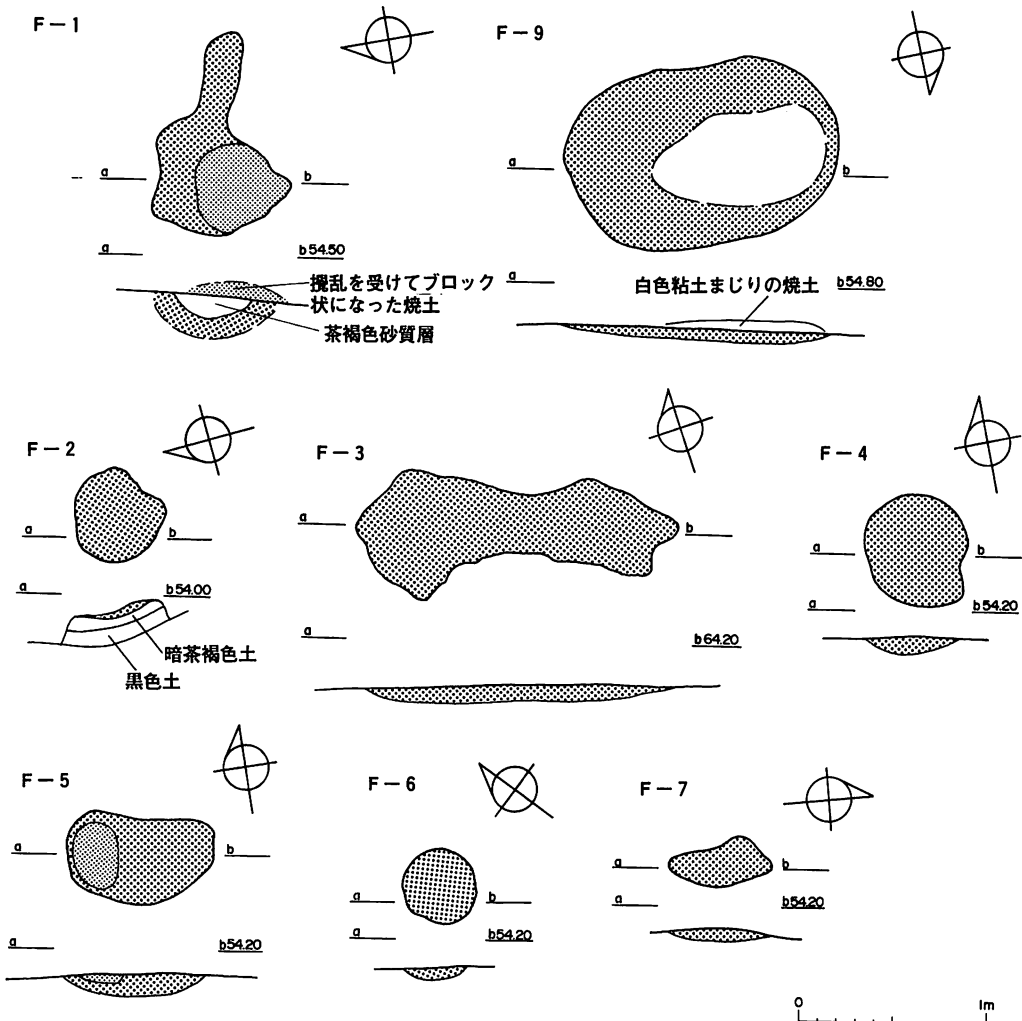 F－1
a
b
a
b54.50
攪乱を受けてブロック
状になった焼土
茶褐色砂質層
F－9
a
b
a
b54.80
白色粘土まじりの焼土
F－2
a
b
a
b54.00
暗茶褐色土
黒色土
F－3
a
b
a
b64.20
F－4
a
b
a
b54.20
F－5
a
b
a
b54.20
F－6
a
b
a
b54.20
F－7
a
b
a
b54.20
0
1m